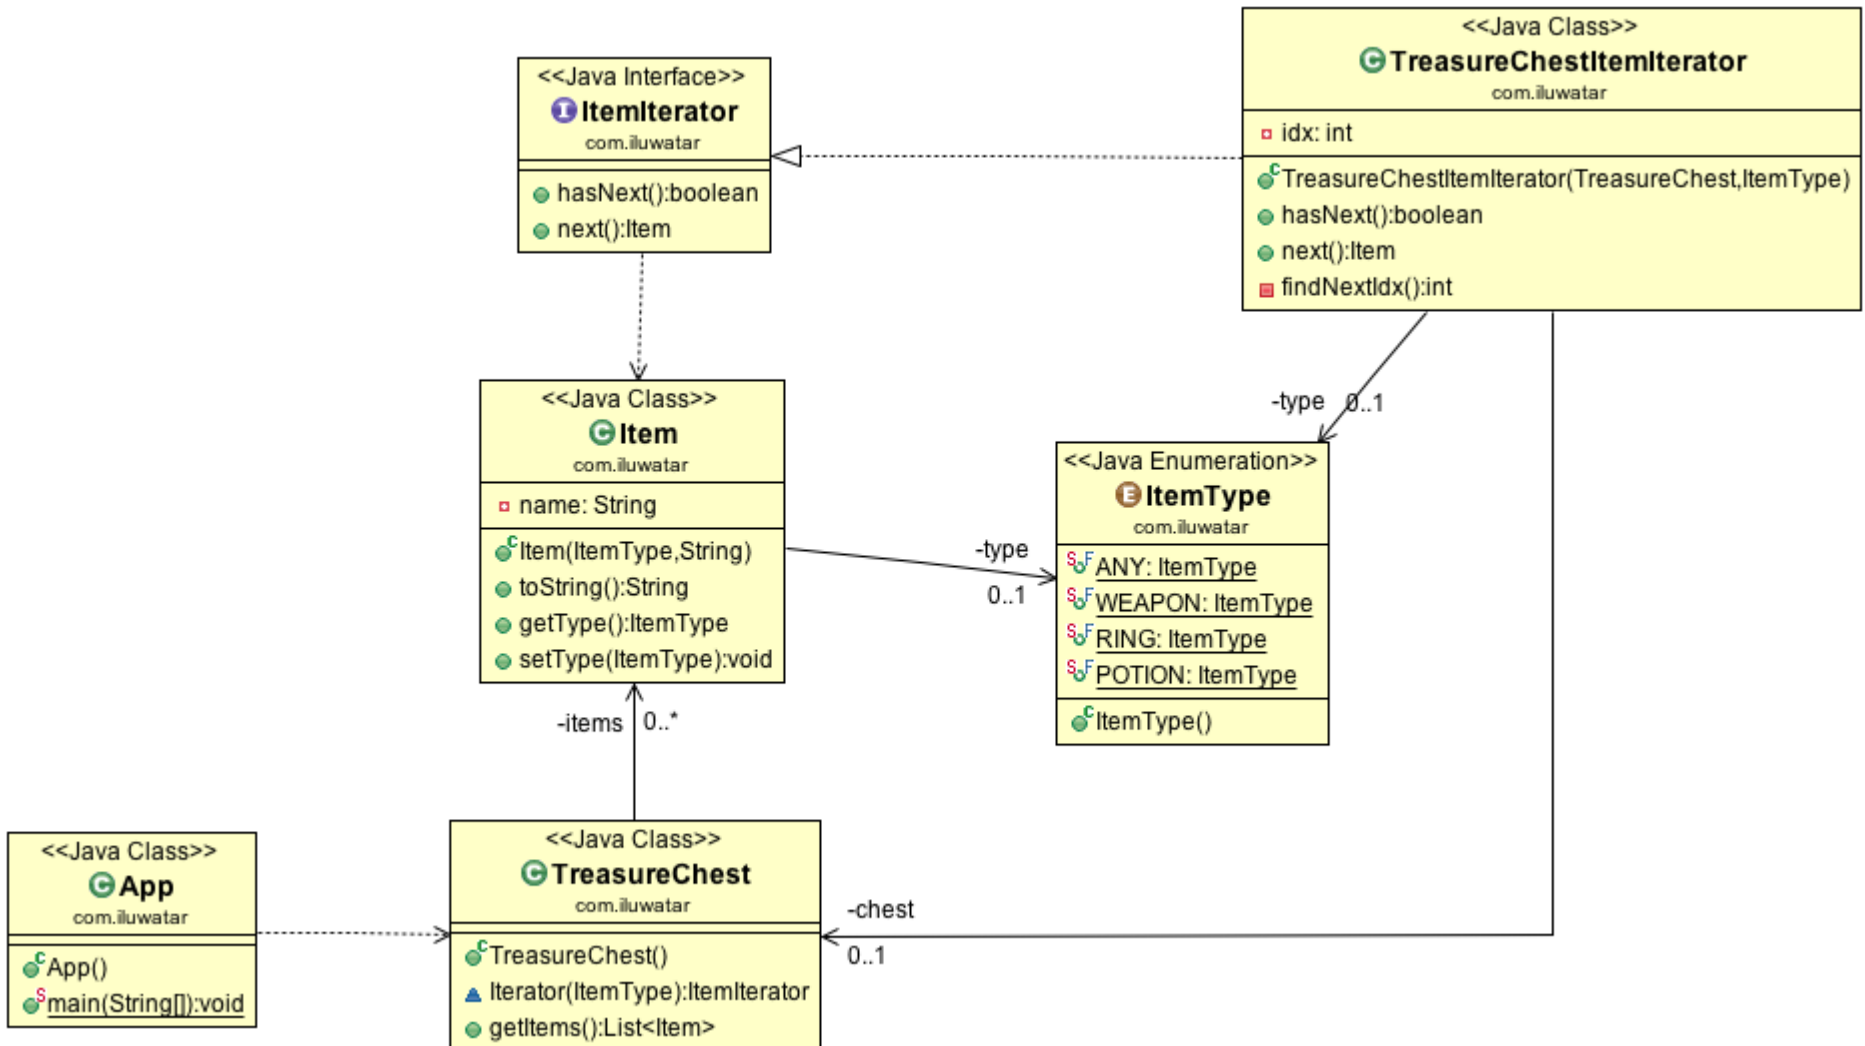 <<Java Interface>>
ItemIterator
com.iluwatar
hasNext():boolean
next():Item
<<Java Class>>
TreasureChestItemIterator
com.iluwatar
idx: int
TreasureChestItemIterator(TreasureChest,ItemType)
hasNext():boolean
next():Item
findNextIdx():int
<<Java Class>>
Item
com.iluwatar
name: String
Item(ItemType,String)
toString():String
getType():ItemType
setType(ItemType):void
-type
0..1
-type 0..1
<<Java Enumeration>>
ItemType
com.iluwatar
ANY: ItemType
WEAPON: ItemType
RING: ItemType
POTION: ItemType
ItemType()
-items 0..*
<<Java Class>>
App
com.iluwatar
App()
main(String[]):void
<<Java Class>>
TreasureChest
com.iluwatar
TreasureChest()
Iterator(ItemType):ItemIterator
getItems():List<Item>
-chest
0..1